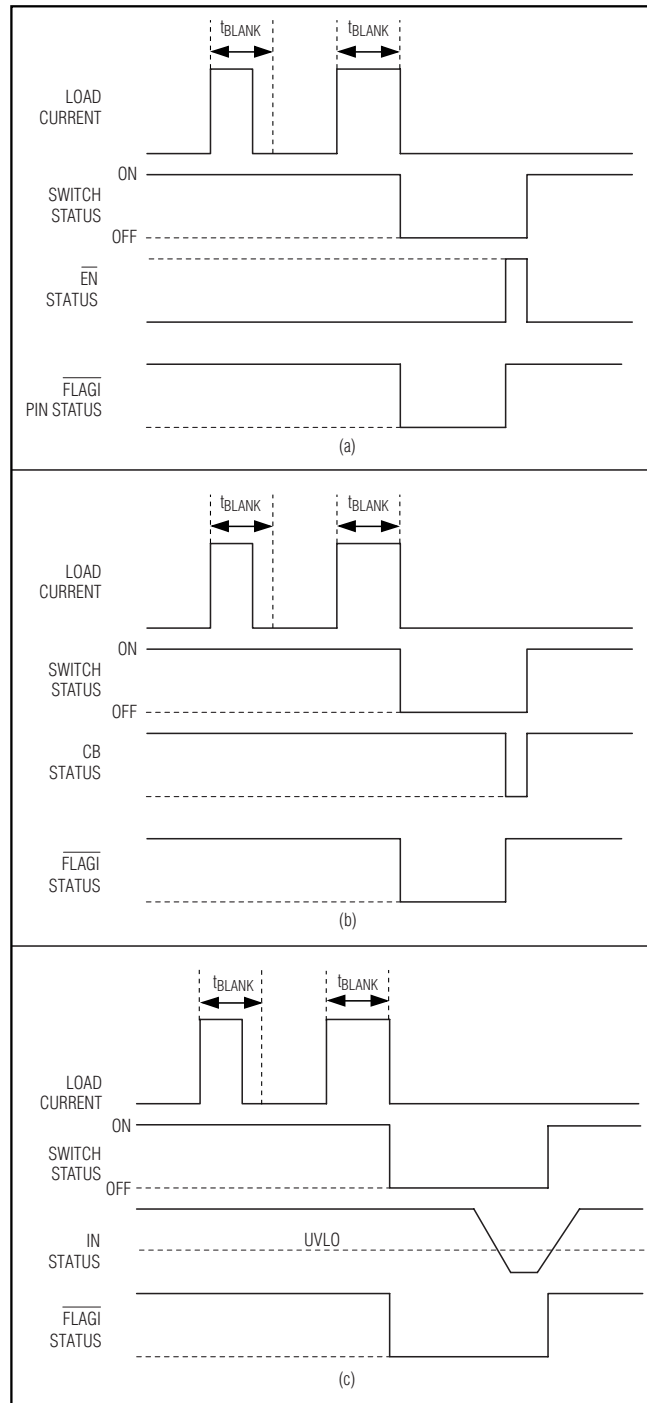 tBLANK tBLANK
LOAD
CURRENT
ON
SWITCH
STATUS
OFF
EN
STATUS
FLAGI
PIN STATUS
(a)
tBLANK tBLANK
LOAD
CURRENT
ON
SWITCH
STATUS
OFF
CB
STATUS
FLAGI
STATUS
(b)
tBLANK tBLANK
LOAD
CURRENT
ON
SWITCH
STATUS
OFF
IN
STATUS
UVLO
FLAGI
STATUS
(c)